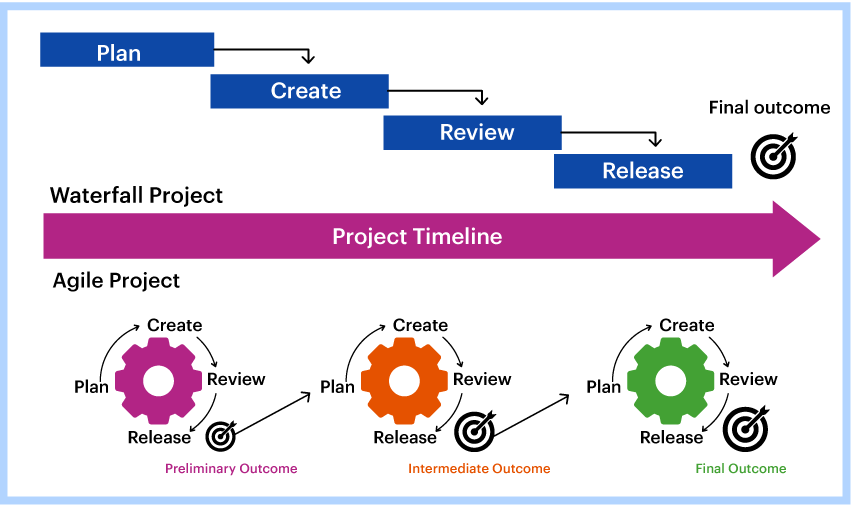 Plan
Create
Review
Release
Final outcome
Waterfall Project
Project Timeline
Agile Project
Create
Plan
Review
Release
Preliminary Outcome
Create
Plan
Review
Release
Intermediate Outcome
Create
Plan
Review
Release
Final Outcome